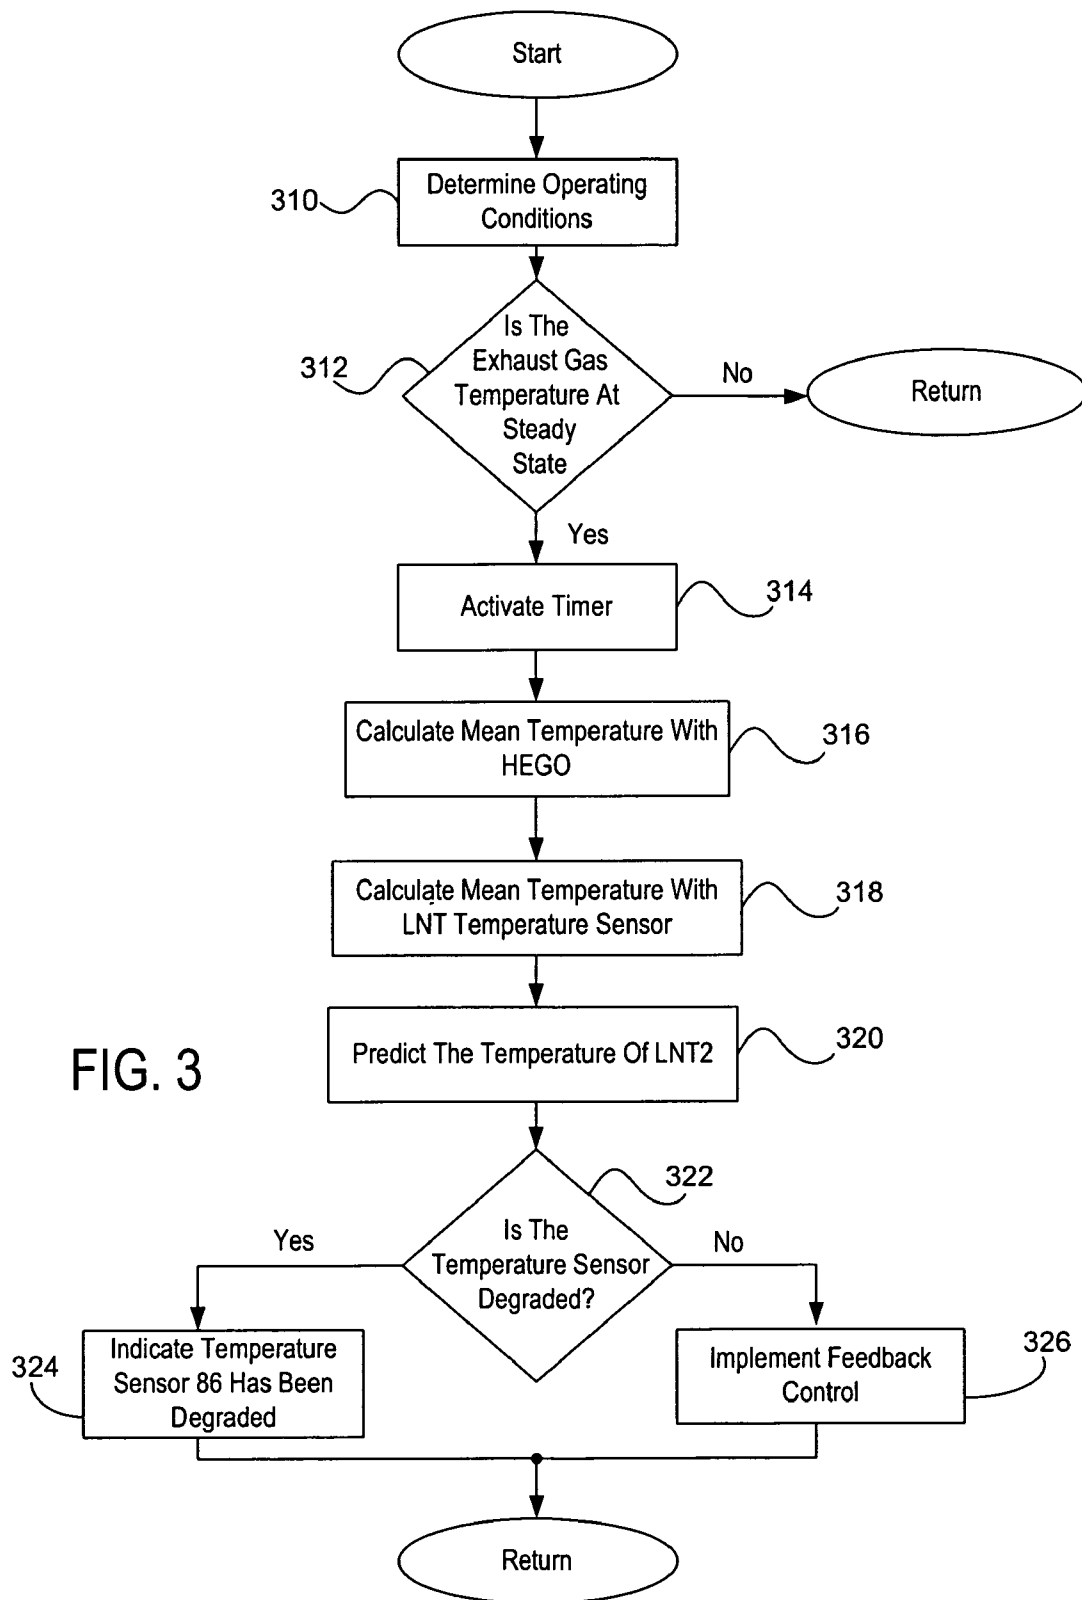 Start
310
Determine Operating
Conditions
312
Is The
Exhaust Gas
Temperature At
Steady
State
No
Return
Yes
Activate Timer
314
Calculate Mean Temperature With
HEGO
316
Calculate Mean Temperature With
LNT Temperature Sensor
318
Predict The Temperature Of LNT2
320
FIG. 3
322
Is The
Temperature Sensor
Degraded?
Yes
No
324
Indicate Temperature
Sensor 86 Has Been
Degraded
Implement Feedback
Control
326
Return